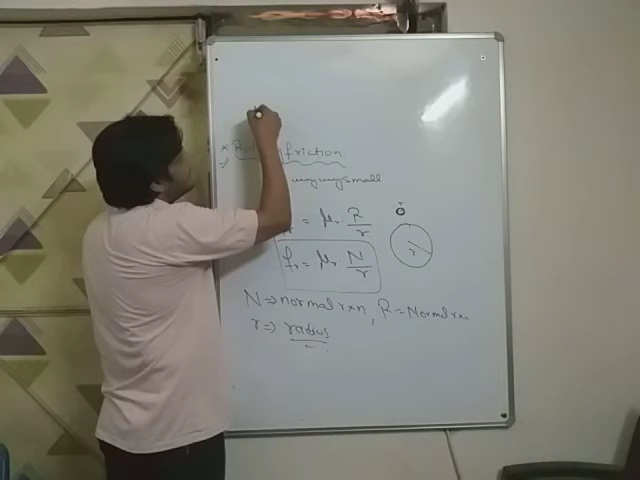 * R friction
very very small
= μr. R/r
fr = μr. N/r
r
r
N => normal rxn, R = Normal rxn
r => radius